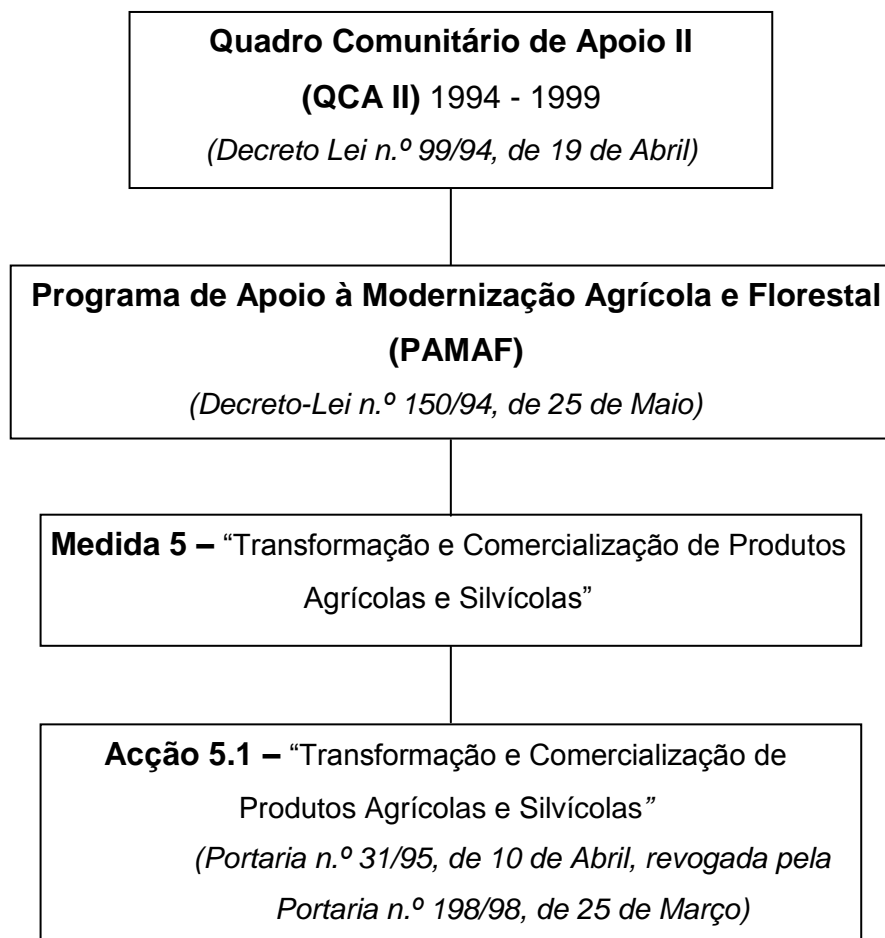 Quadro Comunitário de Apoio II
(QCA II) 1994 - 1999
(Decreto Lei n.º 99/94, de 19 de Abril)
Programa de Apoio à Modernização Agrícola e Florestal
(PAMAF)
(Decreto-Lei n.º 150/94, de 25 de Maio)
Medida 5 – “Transformação e Comercialização de Produtos
Agrícolas e Silvícolas”
Acção 5.1 – “Transformação e Comercialização de
Produtos Agrícolas e Silvícolas”
(Portaria n.º 31/95, de 10 de Abril, revogada pela
Portaria n.º 198/98, de 25 de Março)